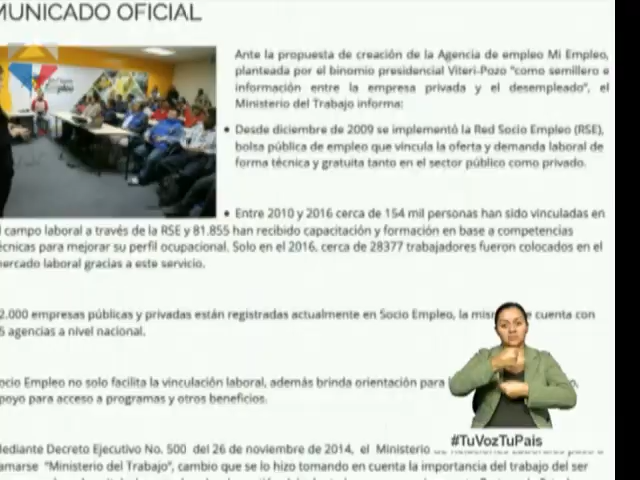 MUNICADO OFICIAL
Ante la propuesta de creación de la Agencia de empleo Mi Empleo,
planteada por el binomio presidencial Viteri-Pozo "como semillero e
información entre la empresa privada y el desempleado", el
Ministerio del Trabajo informa:
• Desde diciembre de 2009 se implementó la Red Socio Empleo (RSE),
bolsa pública de empleo que vincula la oferta y demanda laboral de
forma técnica y gratuita tanto en el sector público como privado.
• Entre 2010 y 2016 cerca de 154 mil personas han sido vinculadas en
l campo laboral a través de la RSE y 81.855 han recibido capacitación y formación en base a competencias
écnicas para mejorar su perfil ocupacional. Solo en el 2016, cerca de 28377 trabajadores fueron colocados en el
mercado laboral gracias a este servicio.
2.000 empresas públicas y privadas están registradas actualmente en Socio Empleo, la mis e cuenta con
6 agencias a nivel nacional.
ocio Empleo no solo facilita la vinculación laboral, además brinda orientación para
poyo para acceso a programas y otros beneficios.
#TuVozTuPais
Mediante Decreto Ejecutivo No. 500 del 26 de noviembre de 2014, el Ministerio de Relaciones Laborales pasó a
amarse "Ministerio del Trabajo", cambio que se lo hizo tomando en cuenta la importancia del trabajo del ser